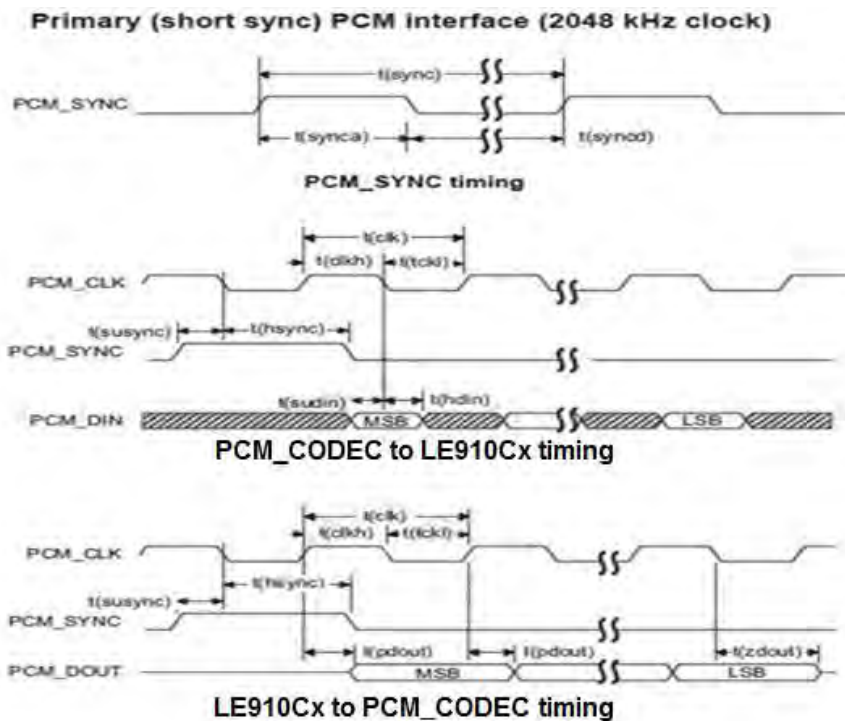 Primary (short sync) PCM interface (2048 kHz clock)
t(sync)
PCM_SYNC
t(synca)
t(syncd)
PCM_SYNC timing
t(clk)
t(clkh)
t(tckl)
PCM_CLK
t(susync)
t(hsync)
PCM_SYNC
t(sudin)
t(hdin)
PCM_DIN
MSB
LSB
PCM_CODEC to LE910Cx timing
t(clk)
t(clkh)
t(tckl)
PCM_CLK
t(hsync)
t(susync)
PCM_SYNC
t(pdout)
t(pdout)
t(zdout)
PCM_DOUT
MSB
LSB
LE910Cx to PCM_CODEC timing